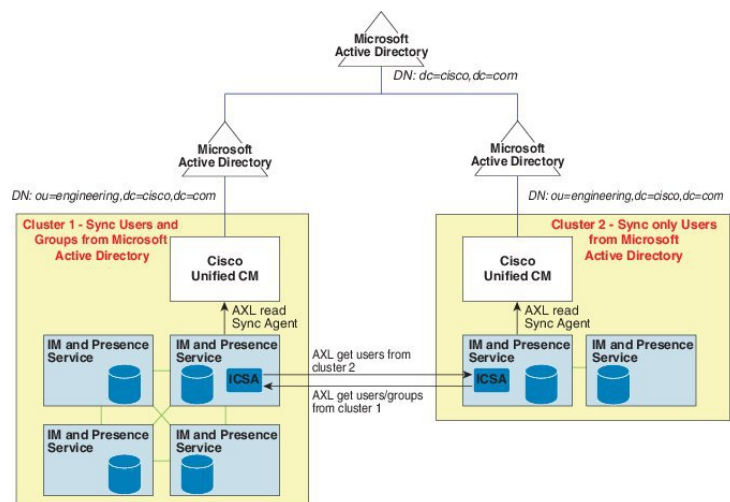 Microsoft
Active Directory
DN: dc=cisco,dc=com
Microsoft
Active Directory
Microsoft
Active Directory
DN: ou=engineering,dc=cisco,dc=com
DN: ou=engineering,dc=cisco,dc=com
Cluster 1 - Sync Users and
Groups from Microsoft
Active Directory
Cisco
Unified CM
AXL read
Sync Agent
IM and Presence
Service
IM and Presence
Service
ICSA
IM and Presence
Service
IM and Presence
Service
AXL get users from
cluster 2
AXL get users/groups
from cluster 1
Cluster 2 - Sync only Users
from Microsoft
Active Directory
Cisco
Unified CM
AXL read
Sync Agent
IM and Presence
Service
ICSA
IM and Presence
Service